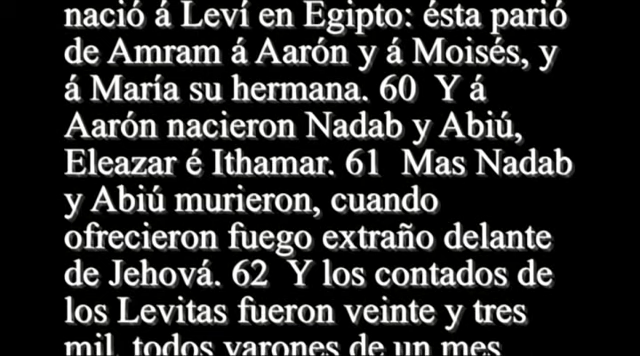 nació á Leví en Egipto: ésta parió
de Amram á Aarón y á Moisés, y
á María su hermana. 60 Y á
Aarón nacieron Nadab y Abiú,
Eleazar é Ithamar. 61 Mas Nadab
y Abiú murieron, cuando
ofrecieron fuego extraño delante
de Jehová. 62 Y los contados de
los Levitas fueron veinte y tres
mil, todos varones de un mes